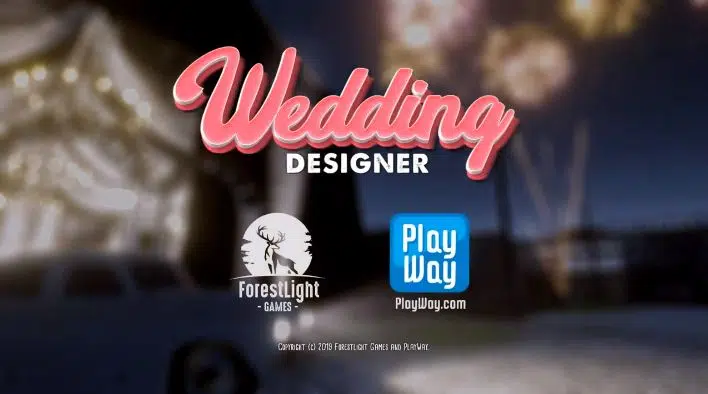 Wedding
DESIGNER
ForestLight
- GAMES -
Play
Way
PlayWay.com
Copyright (c) 2019 Forestlight Games and PlayWay.